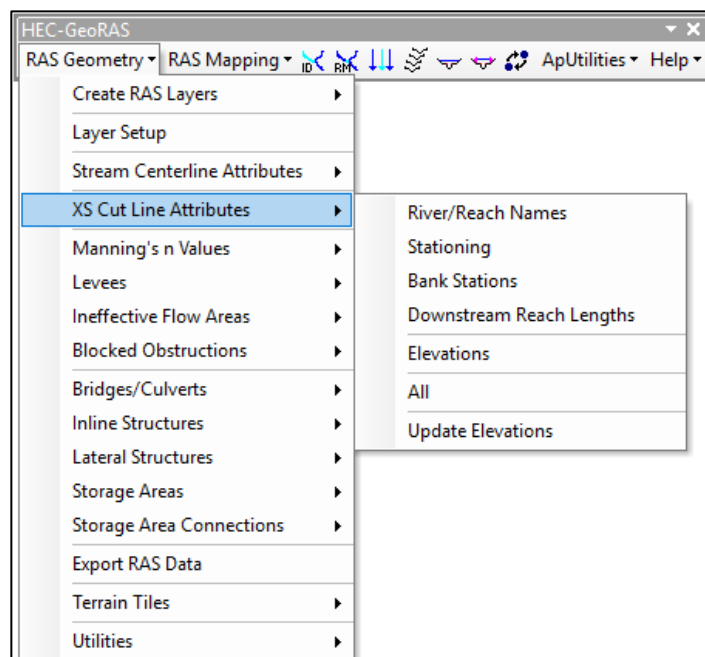 HEC-GeoRAS
RAS Geometry RAS Mapping ID RM ApUtilities Help
Create RAS Layers
Layer Setup
Stream Centerline Attributes
XS Cut Line Attributes
River/Reach Names
Manning's n Values
Stationing
Levees
Bank Stations
Ineffective Flow Areas
Downstream Reach Lengths
Blocked Obstructions
Elevations
Bridges/Culverts
All
Inline Structures
Update Elevations
Lateral Structures
Storage Areas
Storage Area Connections
Export RAS Data
Terrain Tiles
Utilities